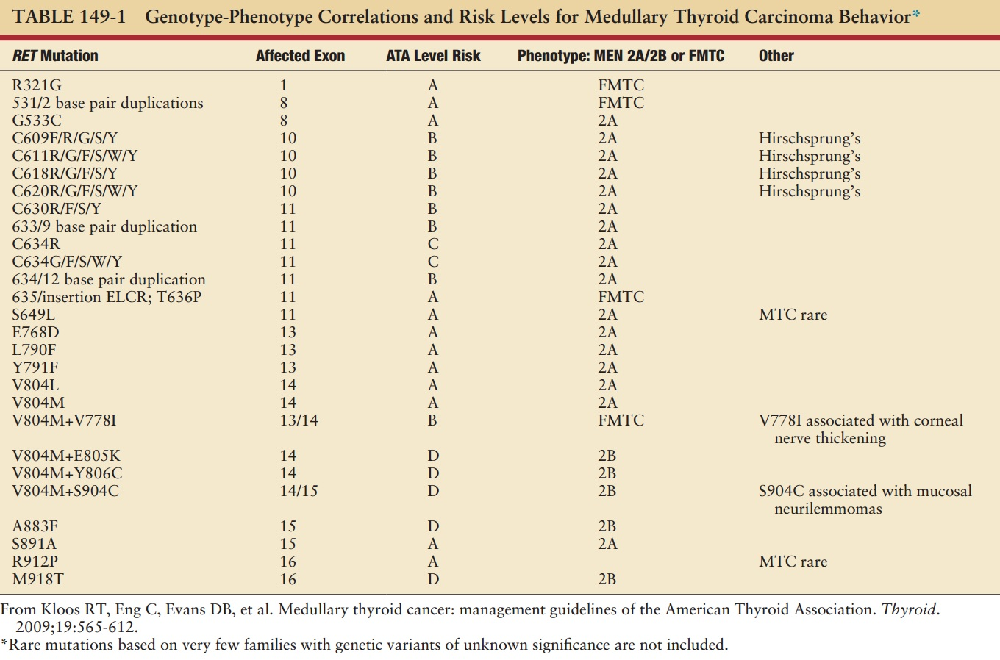 TABLE 149-1 Genotype-Phenotype Correlations and Risk Levels for Medullary Thyroid Carcinoma Behavior*
RET Mutation Affected Exon ATA Level Risk Phenotype: MEN 2A/2B or FMTC Other
R321G 1 A FMTC
531/2 base pair duplications 8 A FMTC
G533C 8 A 2A
C609F/R/G/S/Y 10 B 2A Hirschsprung's
C611R/G/F/S/W/Y 10 B 2A Hirschsprung's
C618R/G/F/S/Y 10 B 2A Hirschsprung's
C620R/G/F/S/W/Y 10 B 2A Hirschsprung's
C630R/F/S/Y 11 B 2A
633/9 base pair duplication 11 B 2A
C634R 11 C 2A
C634G/F/S/W/Y 11 C 2A
634/12 base pair duplication 11 B 2A
635/insertion ELCR; T636P 11 A FMTC
S649L 11 A 2A MTC rare
E768D 13 A 2A
L790F 13 A 2A
Y791F 13 A 2A
V804L 14 A 2A
V804M 14 A 2A
V804M+V778I 13/14 B FMTC V778I associated with corneal
nerve thickening
V804M+E805K 14 D 2B
V804M+Y806C 14 D 2B
V804M+S904C 14/15 D 2B S904C associated with mucosal
neurilemmomas
A883F 15 D 2B
S891A 15 A 2A
R912P 16 A MTC rare
M918T 16 D 2B
From Kloos RT, Eng C, Evans DB, et al. Medullary thyroid cancer: management guidelines of the American Thyroid Association. Thyroid.
2009;19:565-612.
*Rare mutations based on very few families with genetic variants of unknown significance are not included.